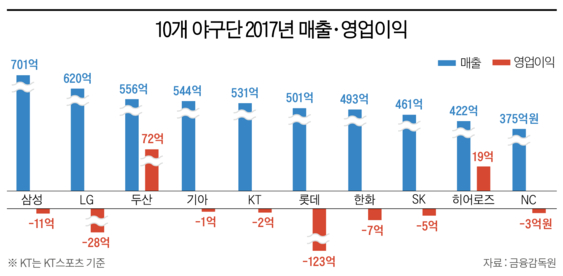 10개 야구단 2017년 매출·영업이익
매출 영업이익
701억 620억 556억 544억 531억 501억 493억 461억 422억 375억원
72억 19억
삼성 LG 두산 기아 KT 롯데 한화 SK 히어로즈 NC
-11억 -28억 -1억 -2억 -123억 -7억 -5억 -3억원
※ KT는 KT스포츠 기준 자료 : 금융감독원